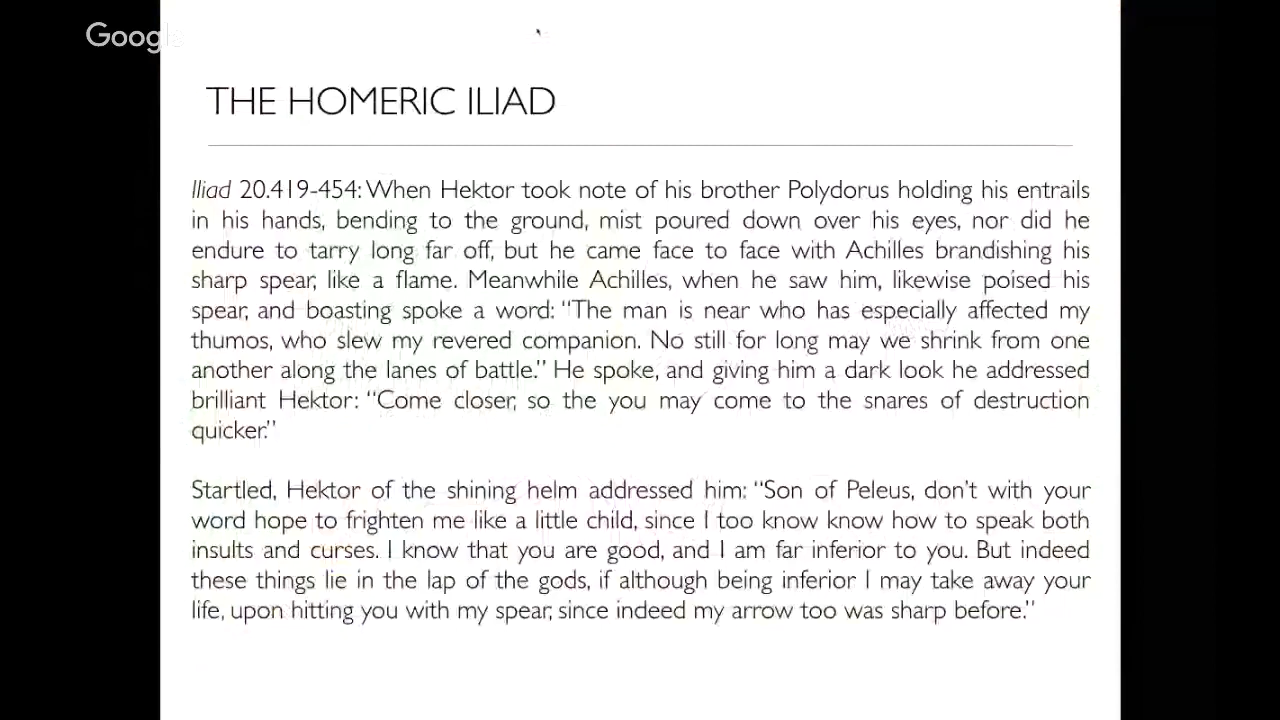 Google
THE HOMERIC ILIAD
Iliad 20.419-454: When Hektor took note of his brother Polydorus holding his entrails
in his hands, bending to the ground, mist poured down over his eyes, nor did he
endure to tarry long far off, but he came face to face with Achilles brandishing his
sharp spear, like a flame. Meanwhile Achilles, when he saw him, likewise poised his
spear, and boasting spoke a word: "The man is near who has especially affected my
thumos, who slew my revered companion. No still for long may we shrink from one
another along the lanes of battle." He spoke, and giving him a dark look he addressed
brilliant Hektor: "Come closer, so the you may come to the snares of destruction
quicker."
Startled, Hektor of the shining helm addressed him: "Son of Peleus, don't with your
word hope to frighten me like a little child, since I too know know how to speak both
insults and curses. I know that you are good, and I am far inferior to you. But indeed
these things lie in the lap of the gods, if although being inferior I may take away your
life, upon hitting you with my spear, since indeed my arrow too was sharp before."